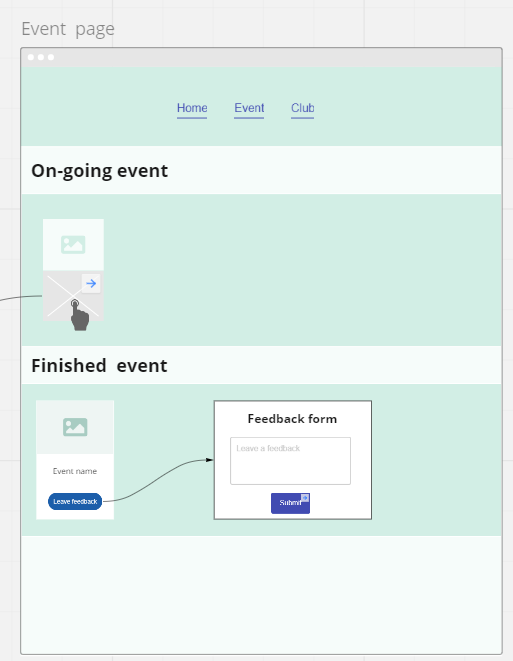 Event page
Home Event Club
On-going event
Finished event
Event name
Leave feedback
Feedback form
Leave a feedback
Submit